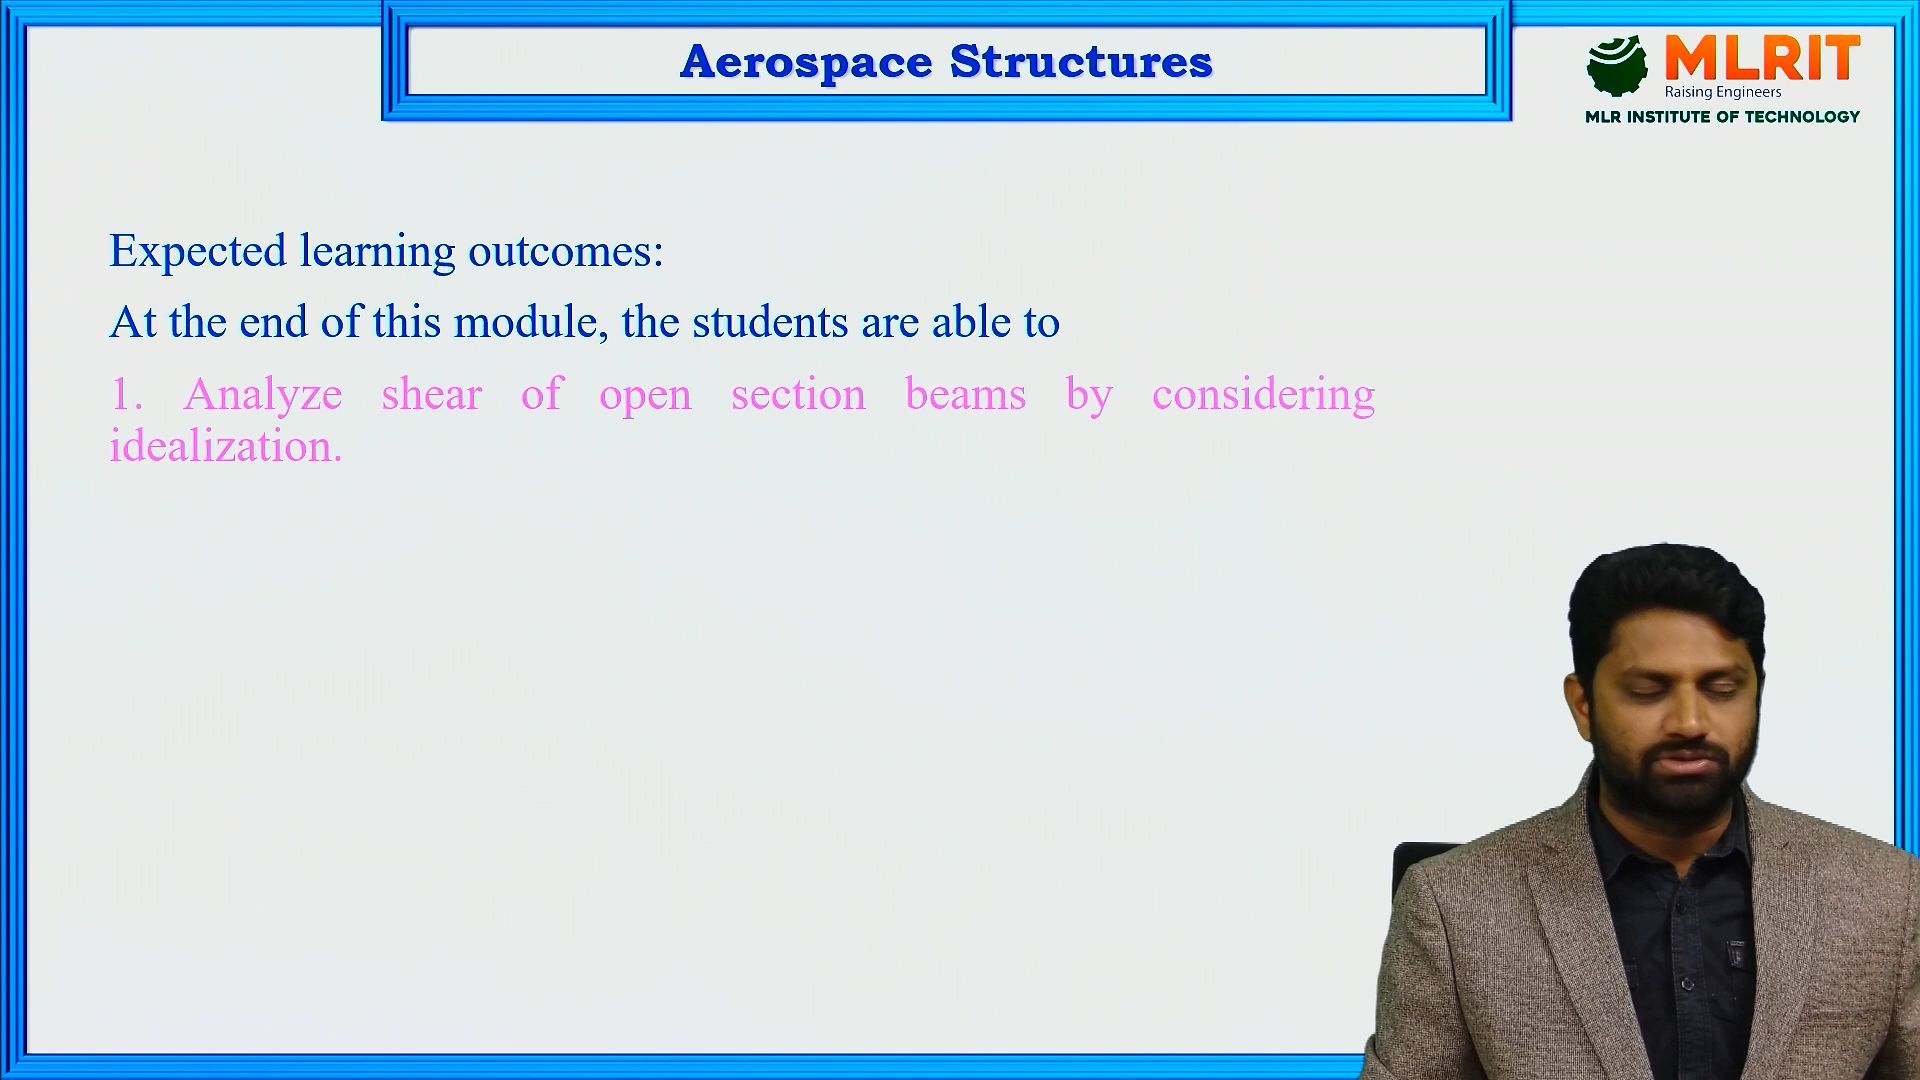 Aerospace Structures
MLRIT
Raising Engineers
MLR INSTITUTE OF TECHNOLOGY
Expected learning outcomes:
At the end of this module, the students are able to
1. Analyze shear of open section beams by considering
idealization.